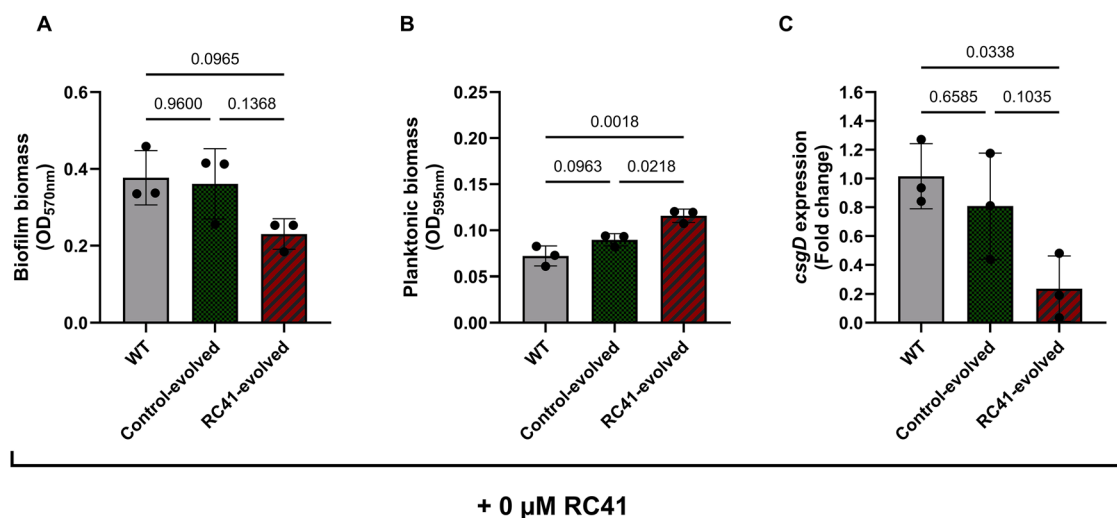 A
0.0965
0.9600
0.1368
Biofilm biomass
(OD570nm)
0.6
0.4
0.2
0.0
WT
Control-evolved
RC41-evolved
B
0.0018
0.0963
0.0218
Planktonic biomass
(OD595nm)
0.25
0.20
0.15
0.10
0.05
0.00
WT
Control-evolved
RC41-evolved
C
0.0338
0.6585
0.1035
csgD expression
(Fold change)
1.6
1.4
1.2
1.0
0.8
0.6
0.4
0.2
0.0
WT
Control-evolved
RC41-evolved
+ 0 µM RC41